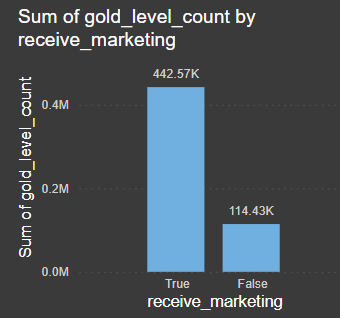 Sum of gold_level_count by
receive_marketing
442.57K
0.4M
0.2M
114.43K
0.0M
True
False
Sum of gold_level_count
receive_marketing